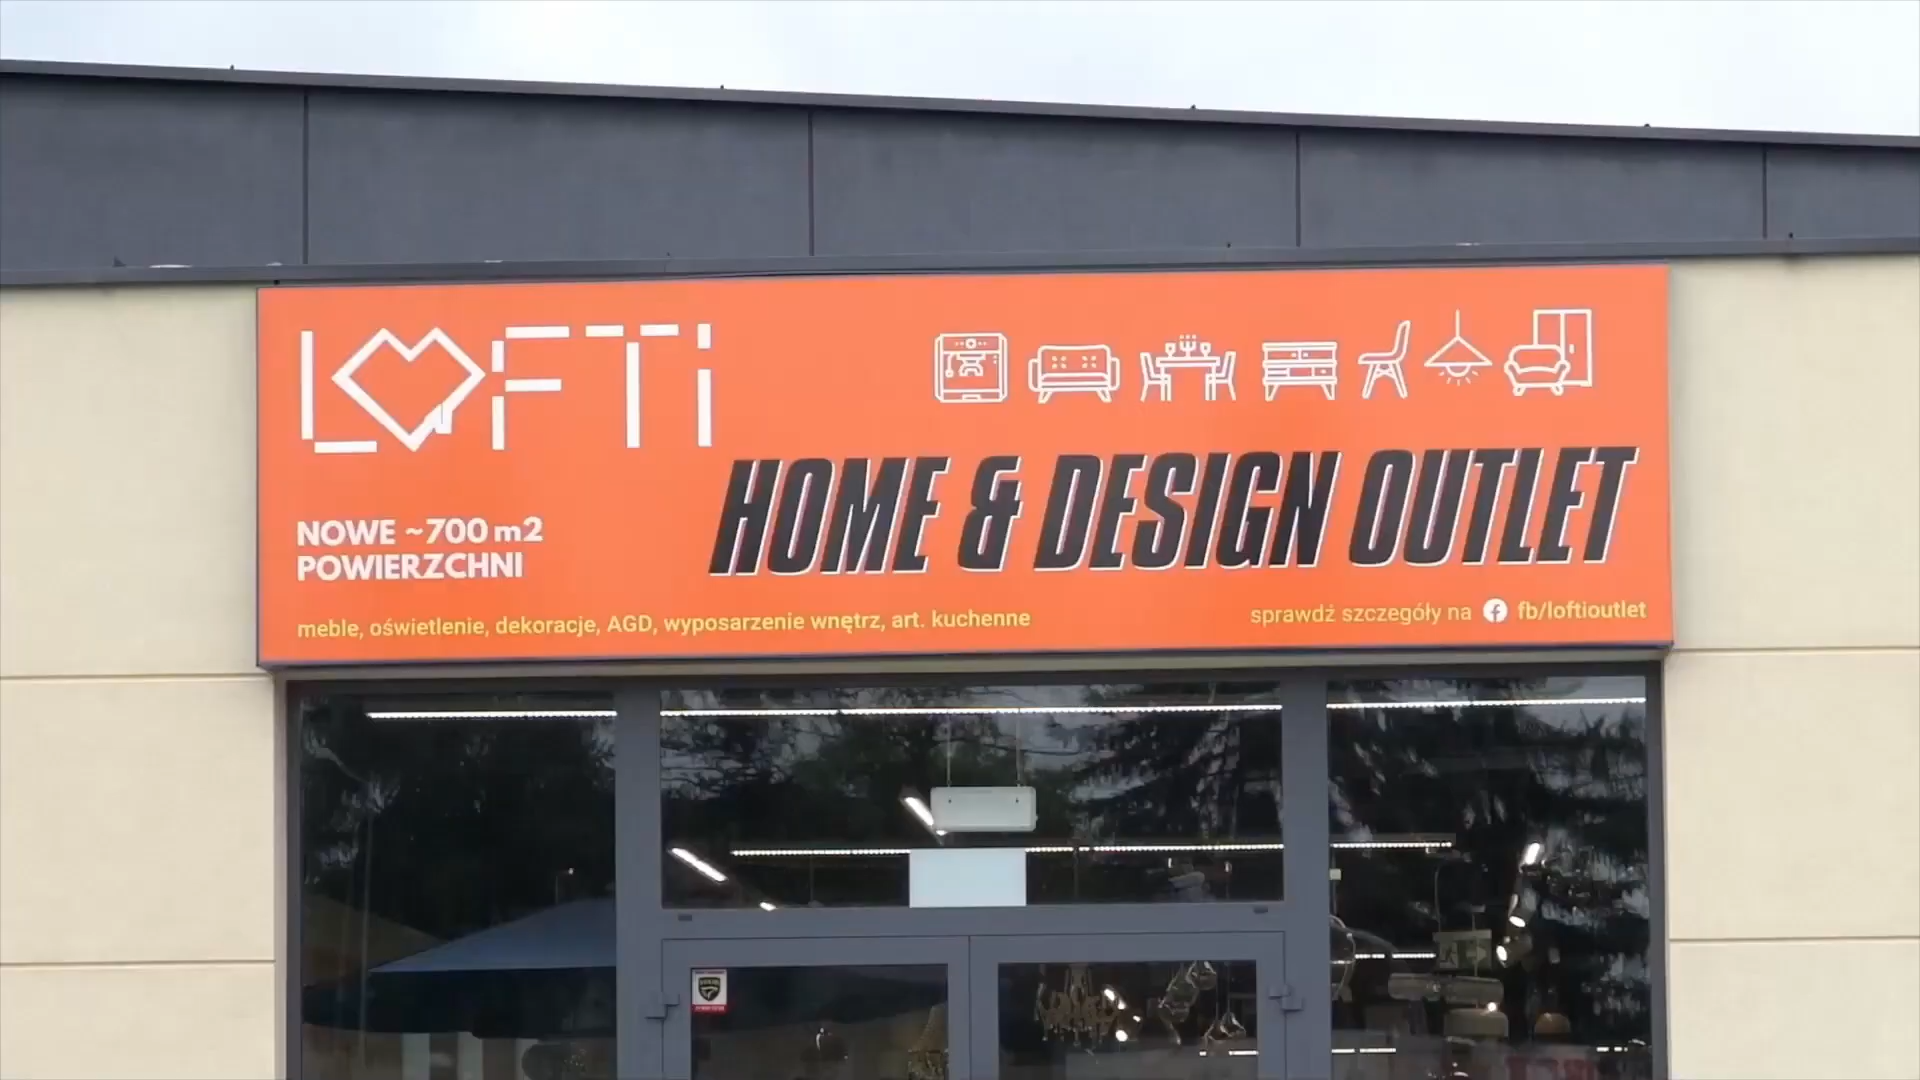 LOFTi
HOME & DESIGN OUTLET
NOWE ~700 m2
POWIERZCHNI
meble, oświetlenie, dekoracje, AGD, wyposarzenie wnętrz, art. kuchenne
sprawdź szczegóły na fb/loftioutlet